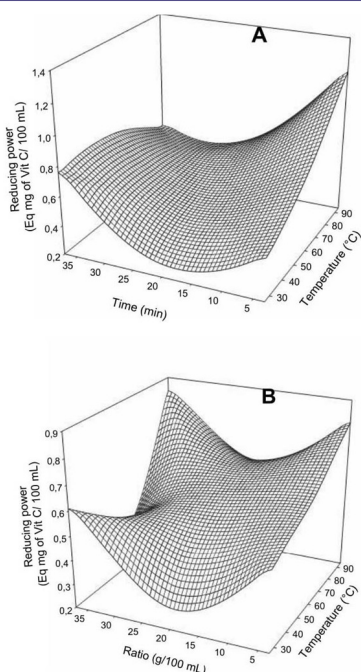 A
1,4
1,2
1,0
0,8
0,6
0,4
0,2
Reducing power
(Eq mg of Vit C/ 100 mL)
35 30 25 20 15 10 5
Time (min)
30 40 50 60 70 80 90
Temperature (°C)
B
0,9
0,8
0,7
0,6
0,5
0,4
0,3
0,2
Reducing power
(Eq mg of Vit C/ 100 mL)
35 30 25 20 15 10 5
Ratio (g/100 mL)
30 40 50 60 70 80 90
Temperature (°C)